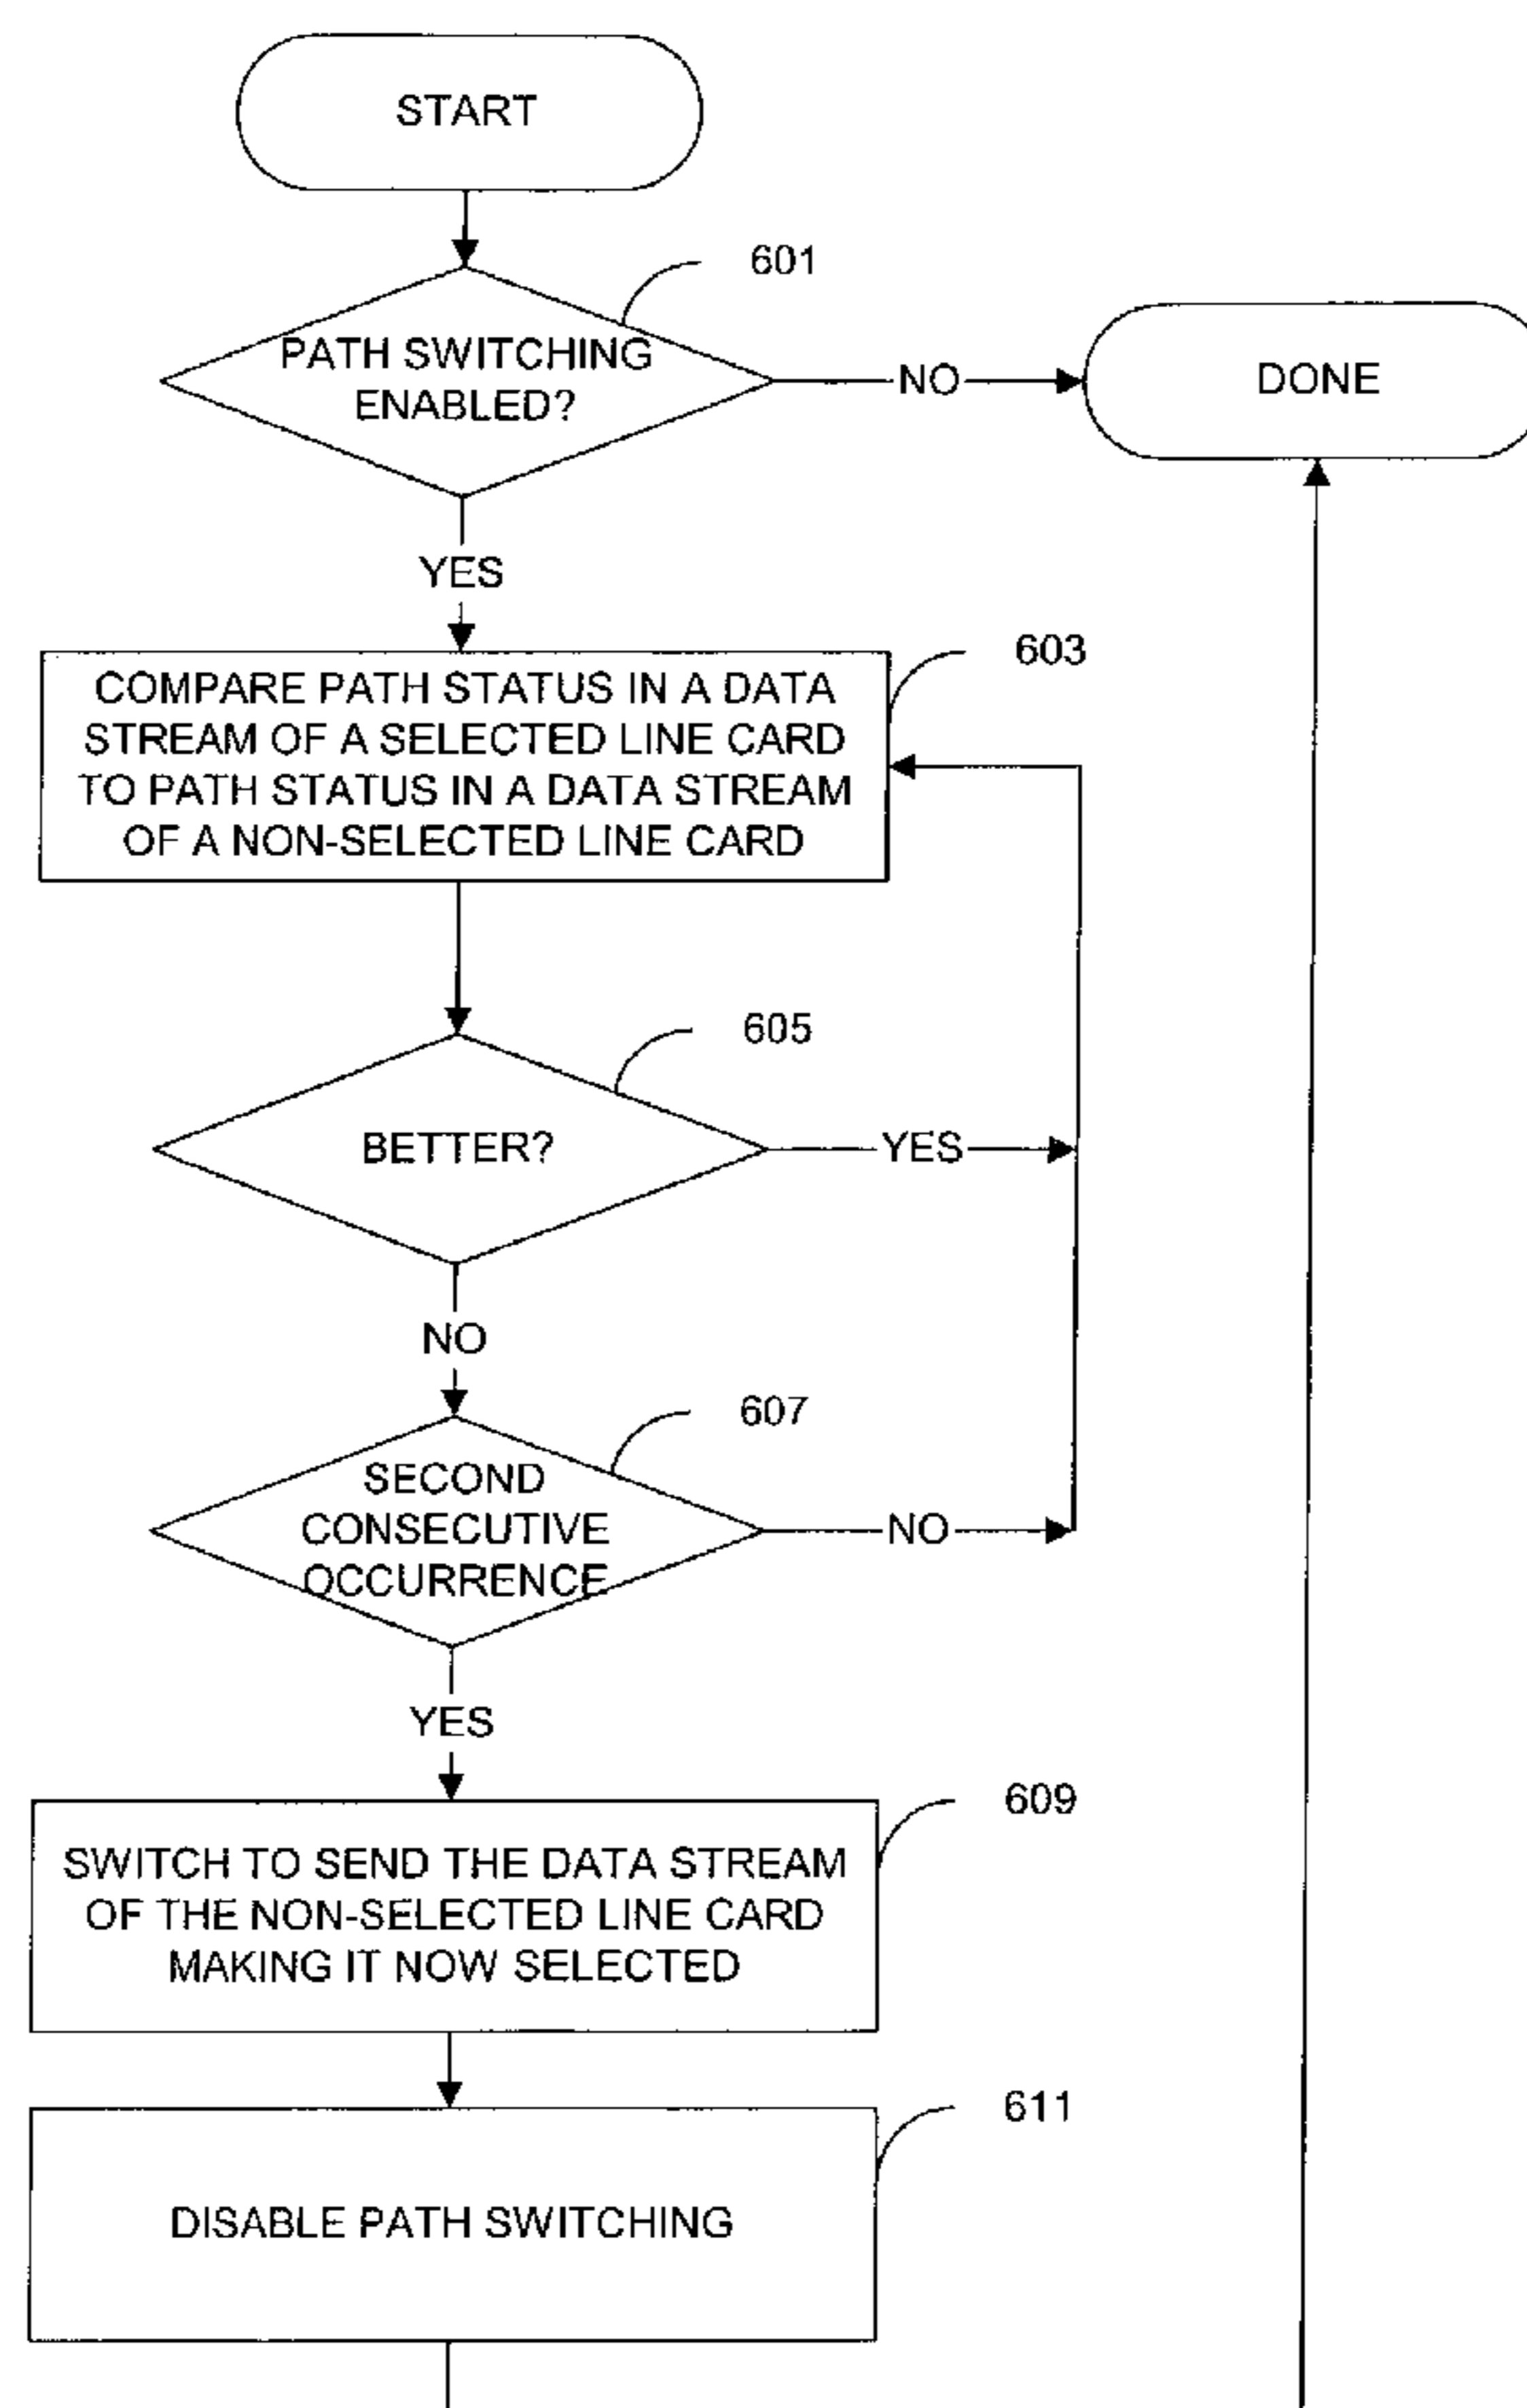 START
601
PATH SWITCHING
ENABLED?
NO
DONE
YES
603
COMPARE PATH STATUS IN A DATA
STREAM OF A SELECTED LINE CARD
TO PATH STATUS IN A DATA STREAM
OF A NON-SELECTED LINE CARD
605
BETTER?
YES
NO
607
SECOND
CONSECUTIVE
OCCURRENCE
NO
YES
609
SWITCH TO SEND THE DATA STREAM
OF THE NON-SELECTED LINE CARD
MAKING IT NOW SELECTED
611
DISABLE PATH SWITCHING